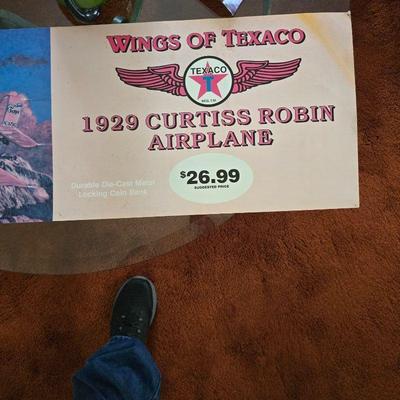 WINGS OF TEXACO
TEXACO
T
REG. T.M.
1929 CURTISS ROBIN
AIRPLANE
$26.99
SUGGESTED PRICE
Durable Die-Cast Metal
Locking Coin Bank